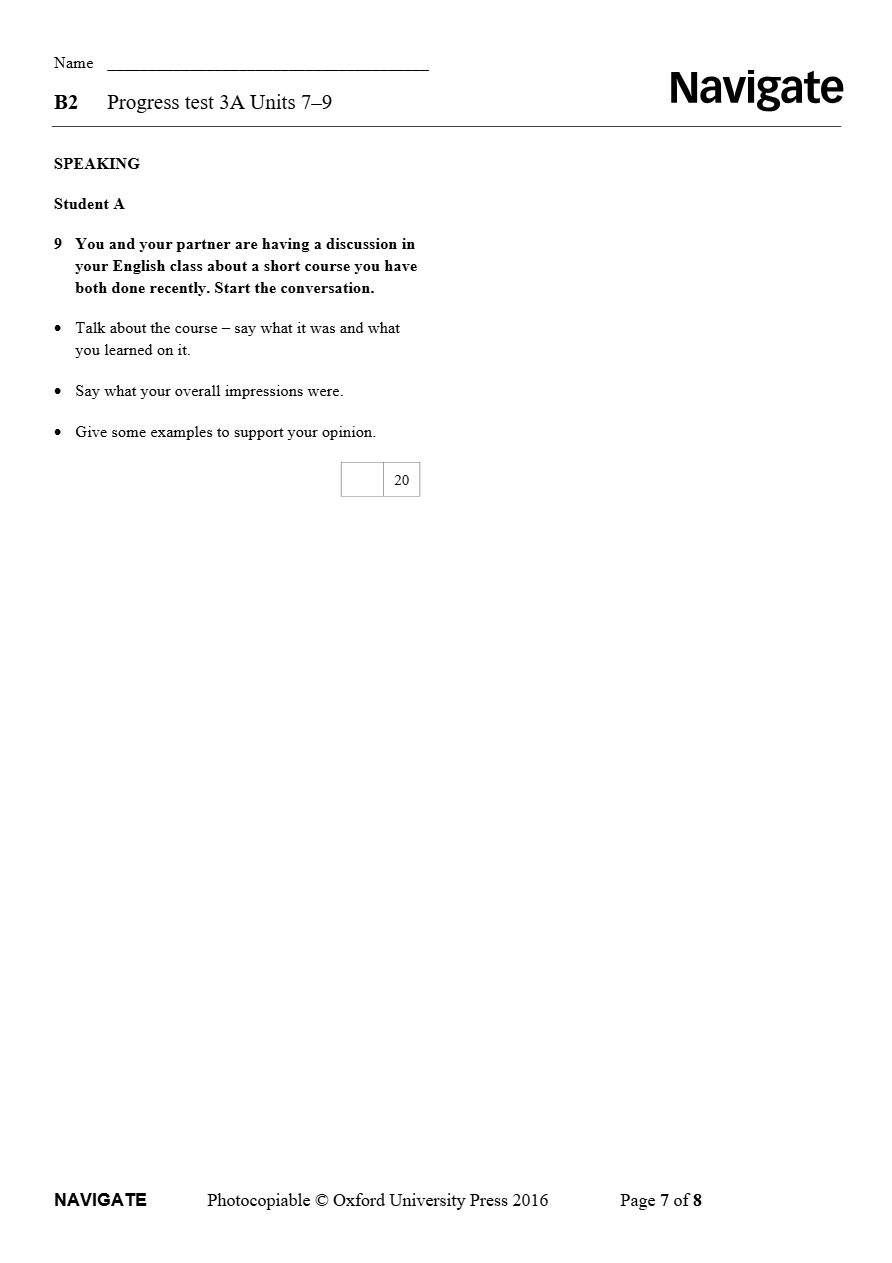 Name ______________________________________
Navigate
B2 Progress test 3A Units 7–9
SPEAKING
Student A
9 You and your partner are having a discussion in
your English class about a short course you have
both done recently. Start the conversation.
• Talk about the course – say what it was and what
you learned on it.
• Say what your overall impressions were.
• Give some examples to support your opinion.
20
NAVIGATE Photocopiable © Oxford University Press 2016 Page 7 of 8